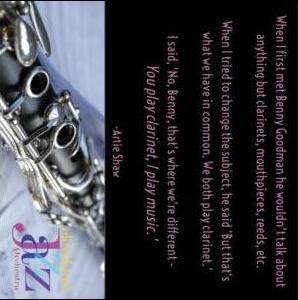 When I first met Benny Goodman he wouldn't talk about
anything but clarinets, mouthpieces, reeds, etc.
When I tried to change the subject, he said 'But that's
what we have in common. We both play clarinet.'
I said, 'No, Benny, that's where we're different -
You play clarinet, I play music.'
-Artie Shaw
Jazz
Orchestra